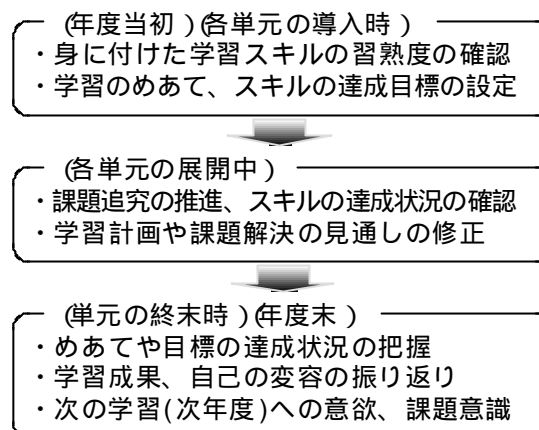 (年度当初)(各単元の導入時)
・身に付けた学習スキルの習熟度の確認
・学習のめあて、スキルの達成目標の設定
(各単元の展開中)
・課題追究の推進、スキルの達成状況の確認
・学習計画や課題解決の見通しの修正
(単元の終末時)(年度末)
・めあてや目標の達成状況の把握
・学習成果、自己の変容の振り返り
・次の学習(次年度)への意欲、課題意識